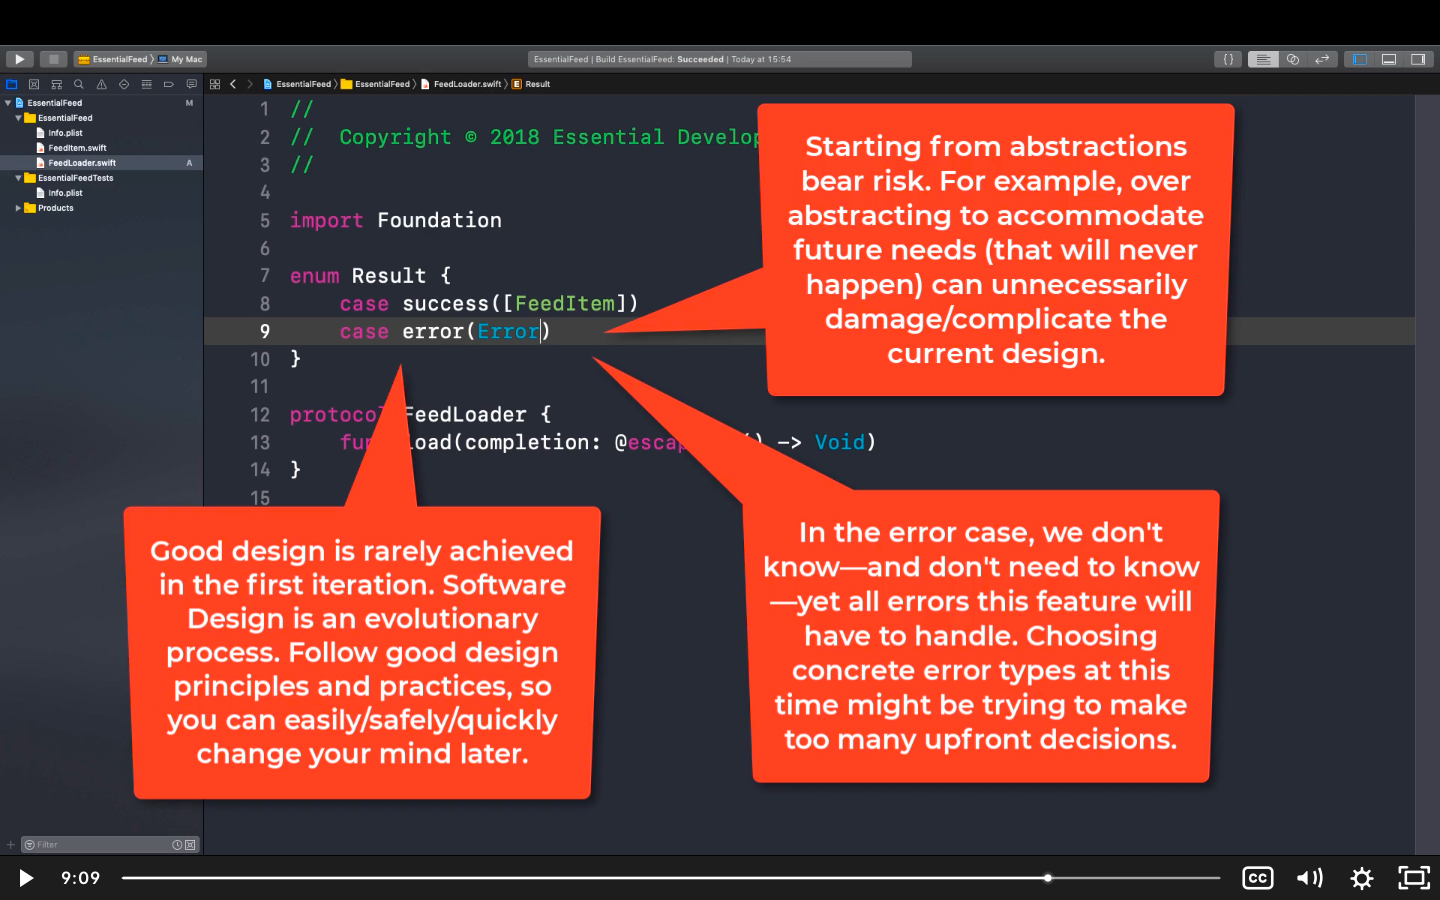 EssentialFeed
My Mac
EssentialFeed | Build EssentialFeed: Succeeded | Today at 15:54
{ }
EssentialFeed
EssentialFeed
FeedLoader.swift
E Result
EssentialFeed M
EssentialFeed
Info.plist
FeedItem.swift
FeedLoader.swift A
EssentialFeedTests
Info.plist
Products
1 //
2 // Copyright © 2018 Essential Develop
3 //
4
5 import Foundation
6
7 enum Result {
8 case success([FeedItem])
9 case error(Error)
10 }
11
12 protoco FeedLoader {
13 fu load(completion: @escap () -> Void)
14 }
15
Starting from abstractions
bear risk. For example, over
abstracting to accommodate
future needs (that will never
happen) can unnecessarily
damage/complicate the
current design.
Good design is rarely achieved
in the first iteration. Software
Design is an evolutionary
process. Follow good design
principles and practices, so
you can easily/safely/quickly
change your mind later.
In the error case, we don't
know—and don't need to know
—yet all errors this feature will
have to handle. Choosing
concrete error types at this
time might be trying to make
too many upfront decisions.
Filter
9:09
CC